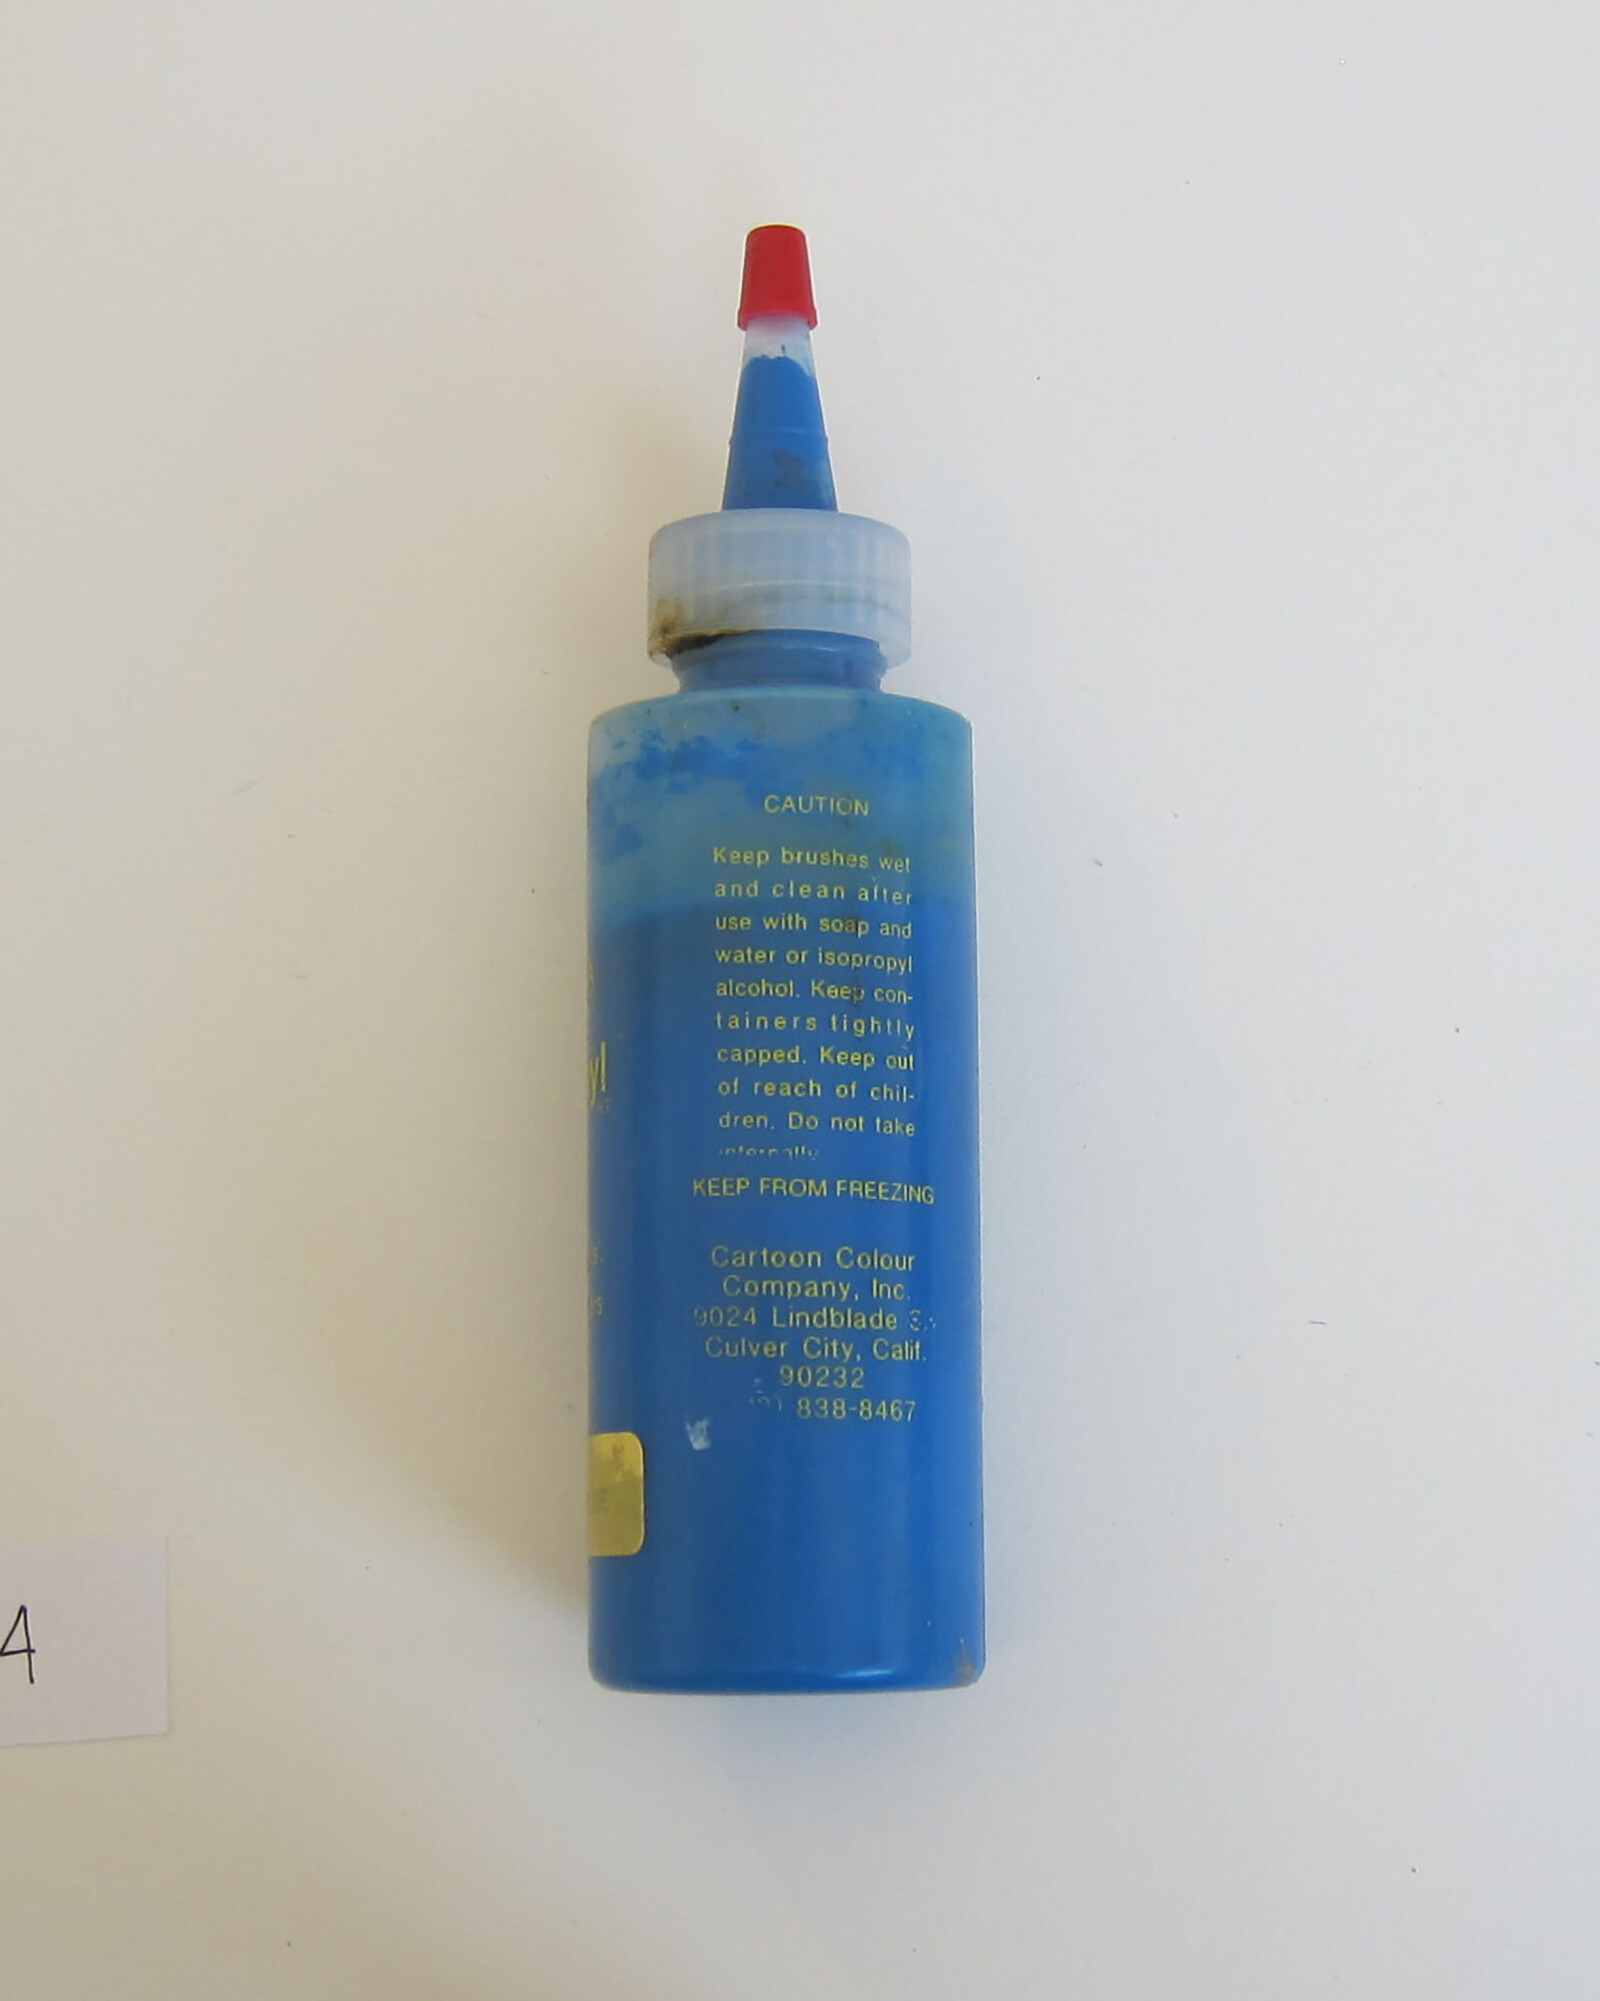 CAUTION
Keep brushes wet
and clean after
use with soap and
water or isopropyl
alcohol. Keep con-
tainers tightly
capped. Keep out
of reach of chil-
dren. Do not take
internally
KEEP FROM FREEZING
Cartoon Colour
Company, Inc.
9024 Lindblade
Culver City, Calif.
90232
838-8467
4